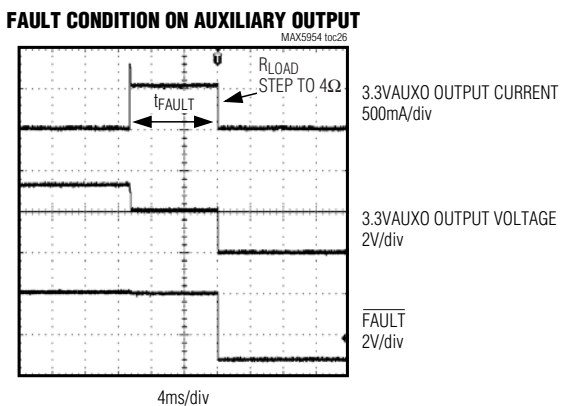 FAULT CONDITION ON AUXILIARY OUTPUT
MAX5954 toc26
RLOAD
STEP TO 4Ω
tFAULT
3.3VAUXO OUTPUT CURRENT
500mA/div
3.3VAUXO OUTPUT VOLTAGE
2V/div
FAULT
2V/div
4ms/div